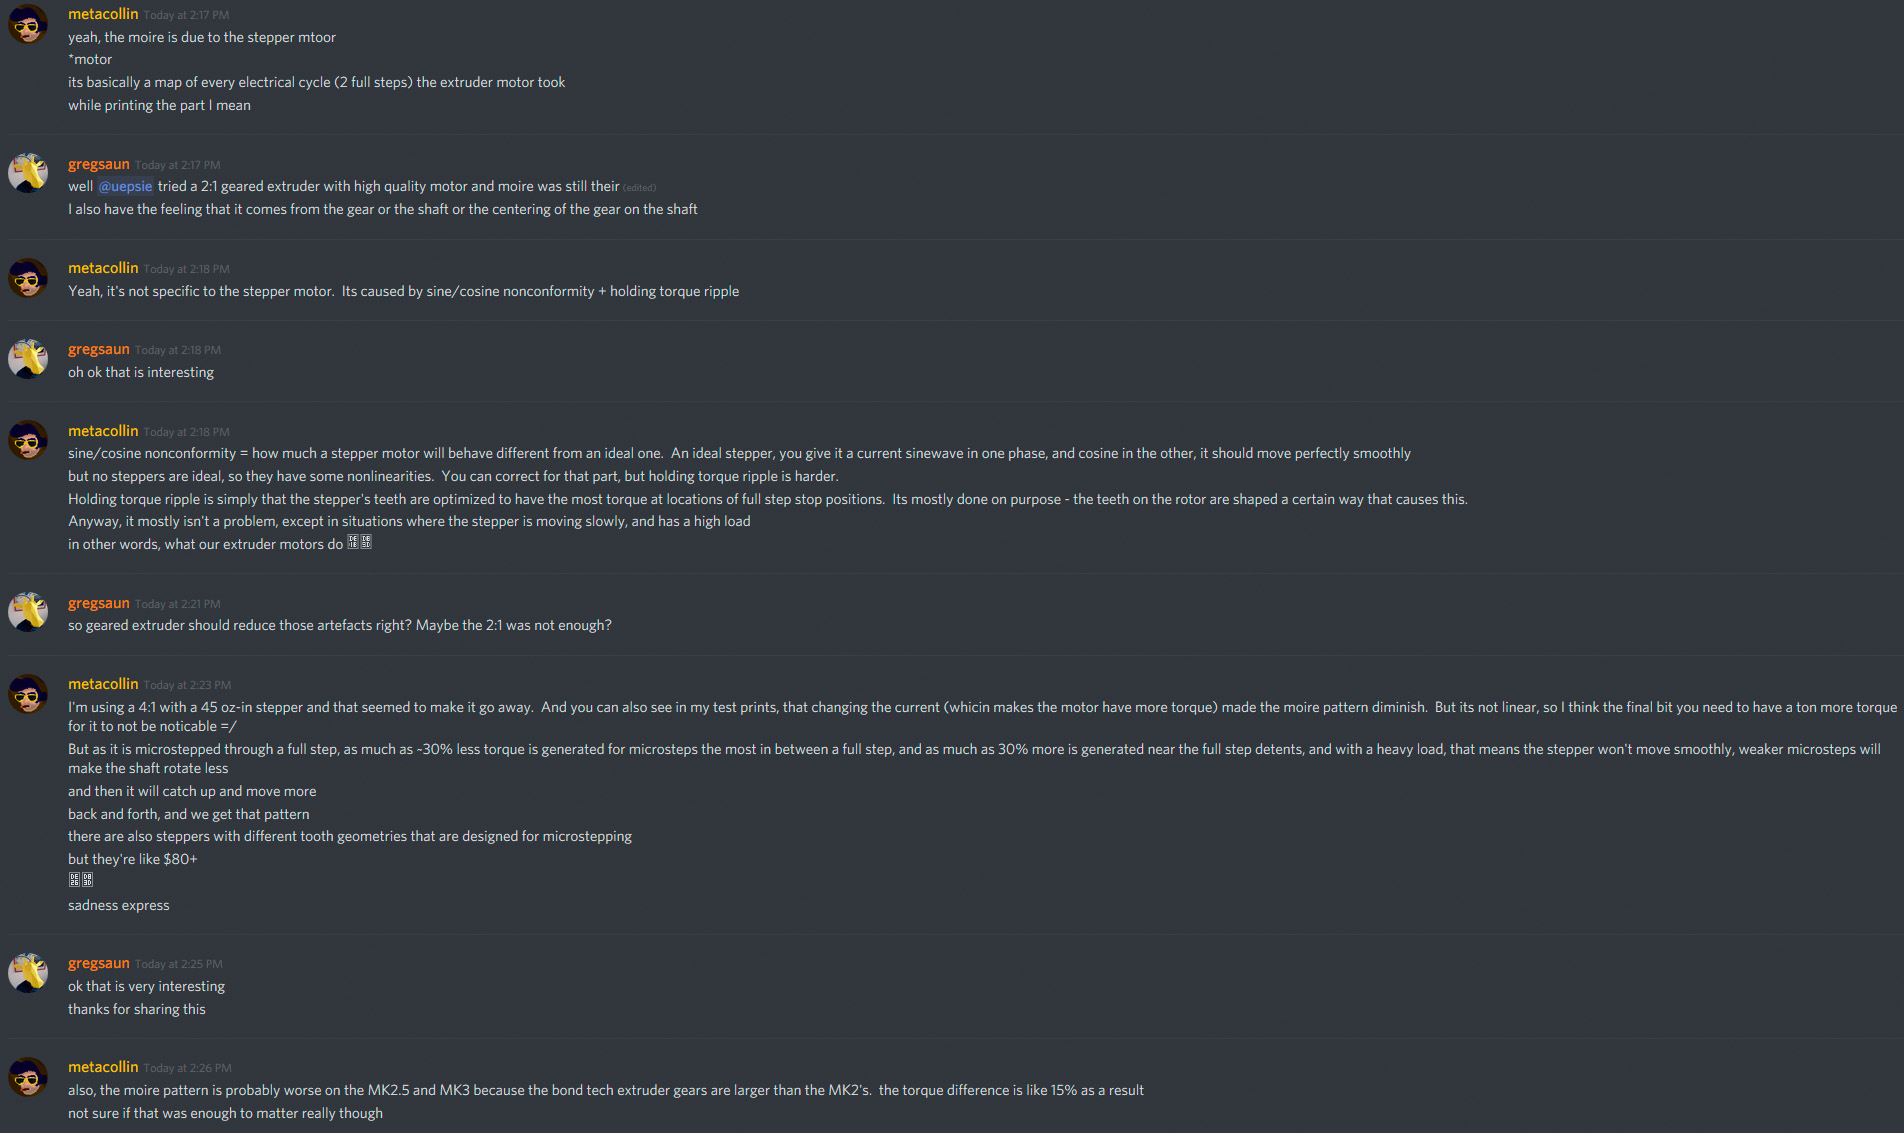 metacollin Today at 2:17 PM
yeah, the moire is due to the stepper mtoor
*motor
its basically a map of every electrical cycle (2 full steps) the extruder motor took
while printing the part I mean
gregsaun Today at 2:17 PM
well @uepsie tried a 2:1 geared extruder with high quality motor and moire was still their (edited)
I also have the feeling that it comes from the gear or the shaft or the centering of the gear on the shaft
metacollin Today at 2:18 PM
Yeah, it's not specific to the stepper motor.  Its caused by sine/cosine nonconformity + holding torque ripple
gregsaun Today at 2:18 PM
oh ok that is interesting
metacollin Today at 2:18 PM
sine/cosine nonconformity = how much a stepper motor will behave different from an ideal one.  An ideal stepper, you give it a current sinewave in one phase, and cosine in the other, it should move perfectly smoothly
but no steppers are ideal, so they have some nonlinearities.  You can correct for that part, but holding torque ripple is harder.
Holding torque ripple is simply that the stepper's teeth are optimized to have the most torque at locations of full step stop positions.  Its mostly done on purpose - the teeth on the rotor are shaped a certain way that causes this.
Anyway, it mostly isn't a problem, except in situations where the stepper is moving slowly, and has a high load
in other words, what our extruder motors do
gregsaun Today at 2:21 PM
so geared extruder should reduce those artefacts right? Maybe the 2:1 was not enough?
metacollin Today at 2:23 PM
I'm using a 4:1 with a 45 oz-in stepper and that seemed to make it go away.  And you can also see in my test prints, that changing the current (whicin makes the motor have more torque) made the moire pattern diminish.  But its not linear, so I think the final bit you need to have a ton more torque
for it to not be noticable =/
But as it is microstepped through a full step, as much as ~30% less torque is generated for microsteps the most in between a full step, and as much as 30% more is generated near the full step detents, and with a heavy load, that means the stepper won't move smoothly, weaker microsteps will
make the shaft rotate less
and then it will catch up and move more
back and forth, and we get that pattern
there are also steppers with different tooth geometries that are designed for microstepping
but they're like $80+
sadness express
gregsaun Today at 2:25 PM
ok that is very interesting
thanks for sharing this
metacollin Today at 2:26 PM
also, the moire pattern is probably worse on the MK2.5 and MK3 because the bond tech extruder gears are larger than the MK2's.  the torque difference is like 15% as a result
not sure if that was enough to matter really though